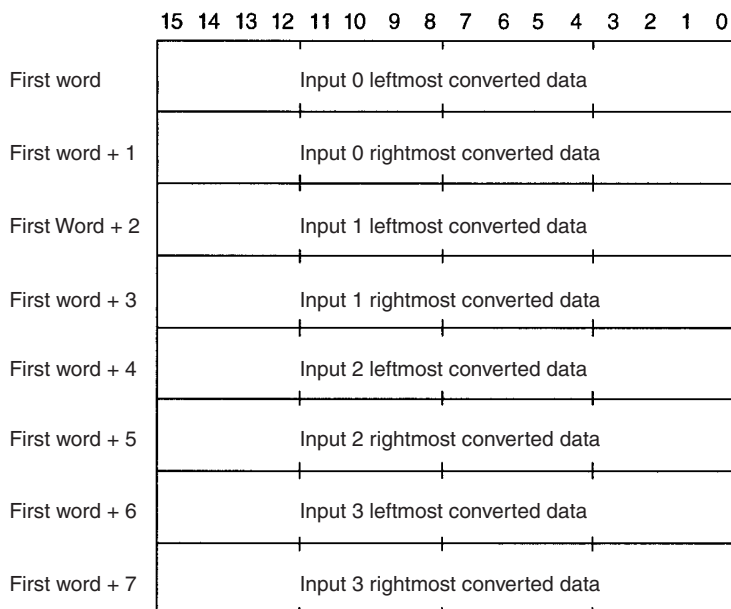 15 14 13 12 11 10 9 8 7 6 5 4 3 2 1 0
First word Input 0 leftmost converted data
First word + 1 Input 0 rightmost converted data
First Word + 2 Input 1 leftmost converted data
First word + 3 Input 1 rightmost converted data
First word + 4 Input 2 leftmost converted data
First word + 5 Input 2 rightmost converted data
First word + 6 Input 3 leftmost converted data
First word + 7 Input 3 rightmost converted data